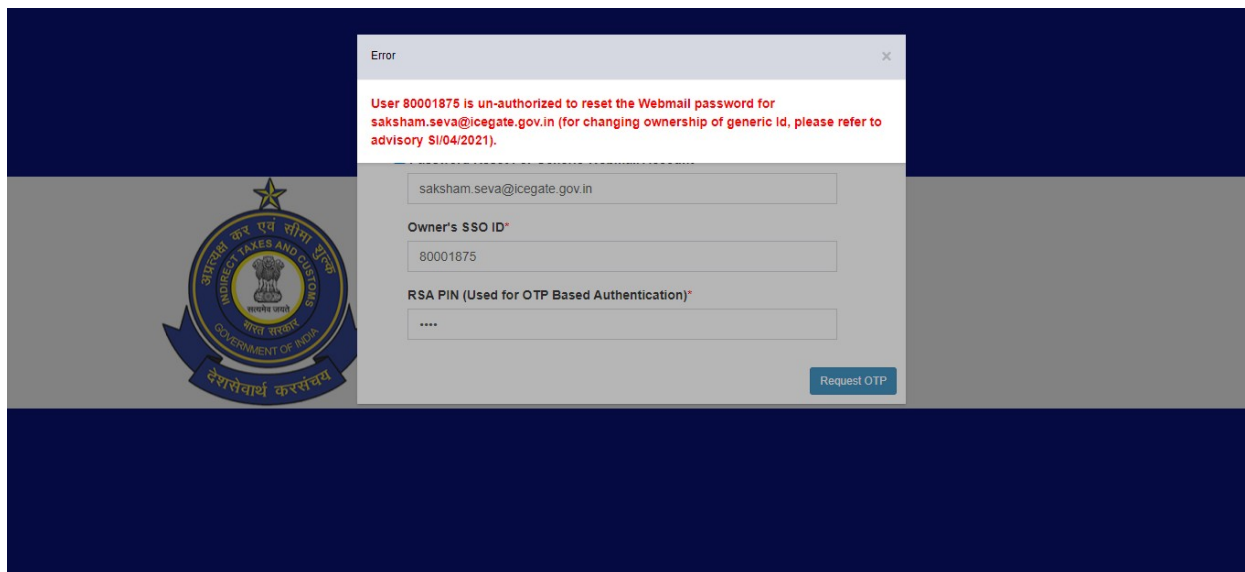 Error
×
User 80001875 is un-authorized to reset the Webmail password for
saksham.seva@icegate.gov.in (for changing ownership of generic Id, please refer to
advisory SI/04/2021).
saksham.seva@icegate.gov.in
Owner's SSO ID*
80001875
RSA PIN (Used for OTP Based Authentication)*
••••
Request OTP
अप्रत्यक्ष कर एवं सीमा शुल्क
INDIRECT TAXES AND CUSTOMS
सत्यमेव जयते
भारत सरकार
GOVERNMENT OF INDIA
देशसेवार्थ करसंचय